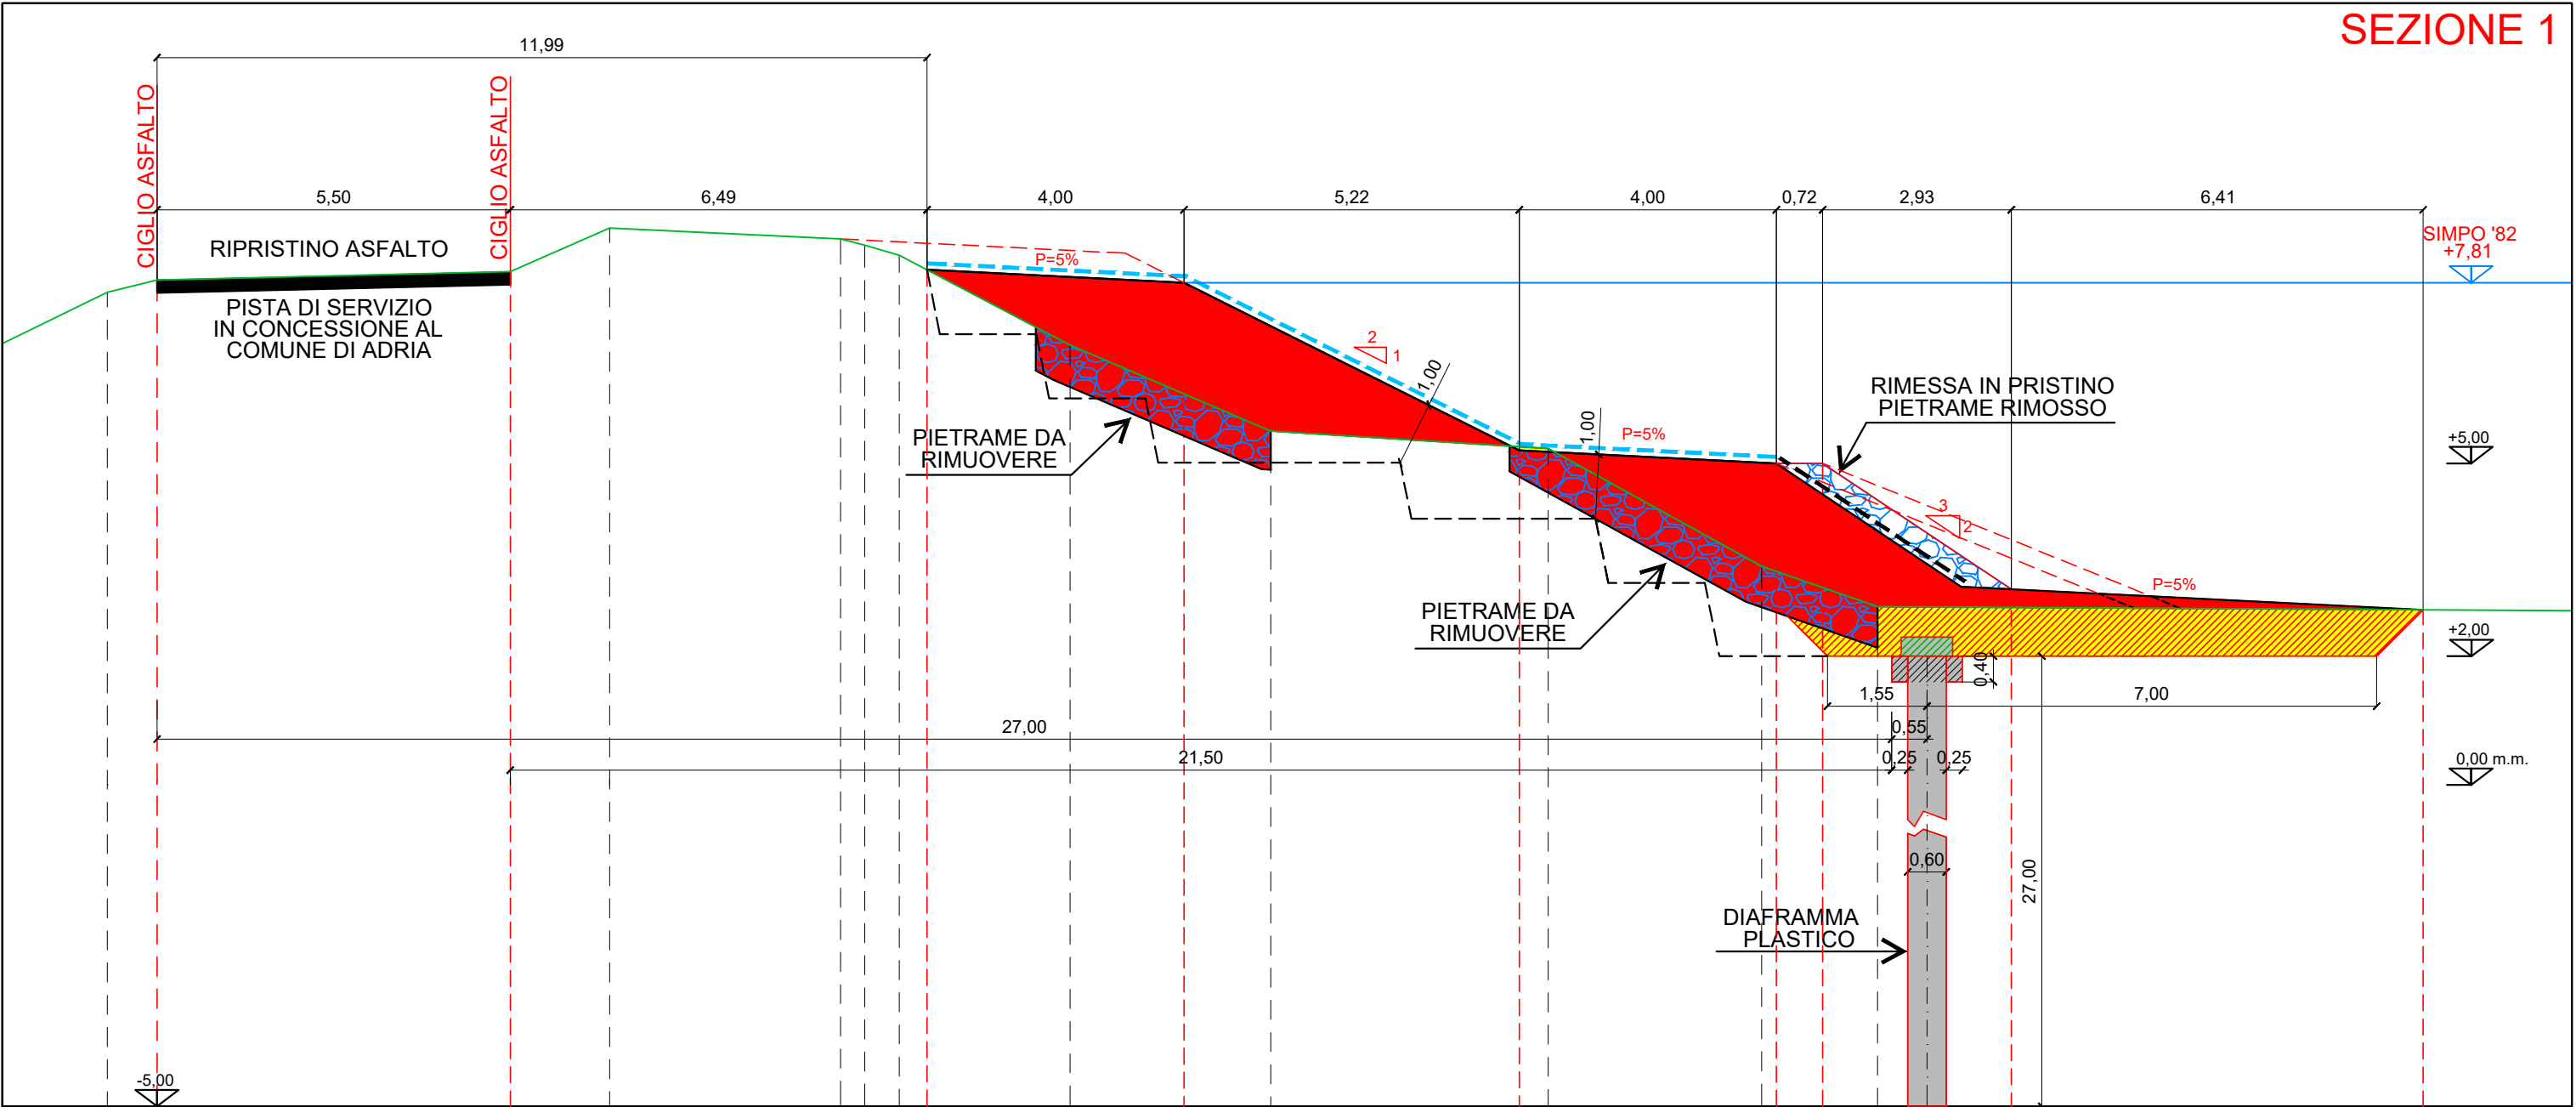 SEZIONE 1
11,99
CIGLIO ASFALTO
CIGLIO ASFALTO
5,50
6,49
4,00
5,22
4,00
0,72
2,93
6,41
RIPRISTINO ASFALTO
PISTA DI SERVIZIO
IN CONCESSIONE AL
COMUNE DI ADRIA
P=5%
SIMPO '82
+7,81
2
1
1,00
PIETRAME DA
RIMUOVERE
1,00
P=5%
RIMESSA IN PRISTINO
PIETRAME RIMOSSO
+5,00
3
2
P=5%
PIETRAME DA
RIMUOVERE
+2,00
0,40
1,55
7,00
27,00
0,55
21,50
0,25
0,25
0,00 m.m.
0,60
27,00
DIAFRAMMA
PLASTICO
-5,00